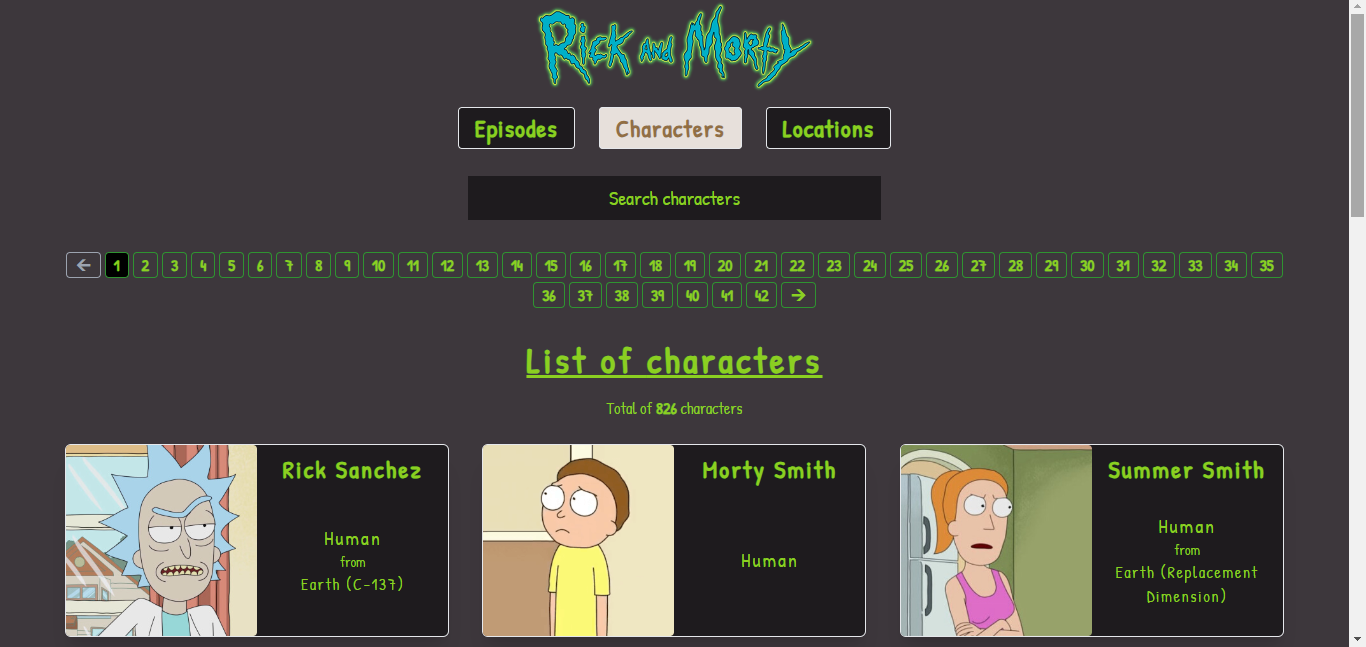 Rick and Morty
Episodes Characters Locations
Search characters
← 1 2 3 4 5 6 7 8 9 10 11 12 13 14 15 16 17 18 19 20 21 22 23 24 25 26 27 28 29 30 31 32 33 34 35
36 37 38 39 40 41 42 →
List of characters
Total of 826 characters
Rick Sanchez
Human
from
Earth (C-137)
Morty Smith
Human
Summer Smith
Human
from
Earth (Replacement
Dimension)